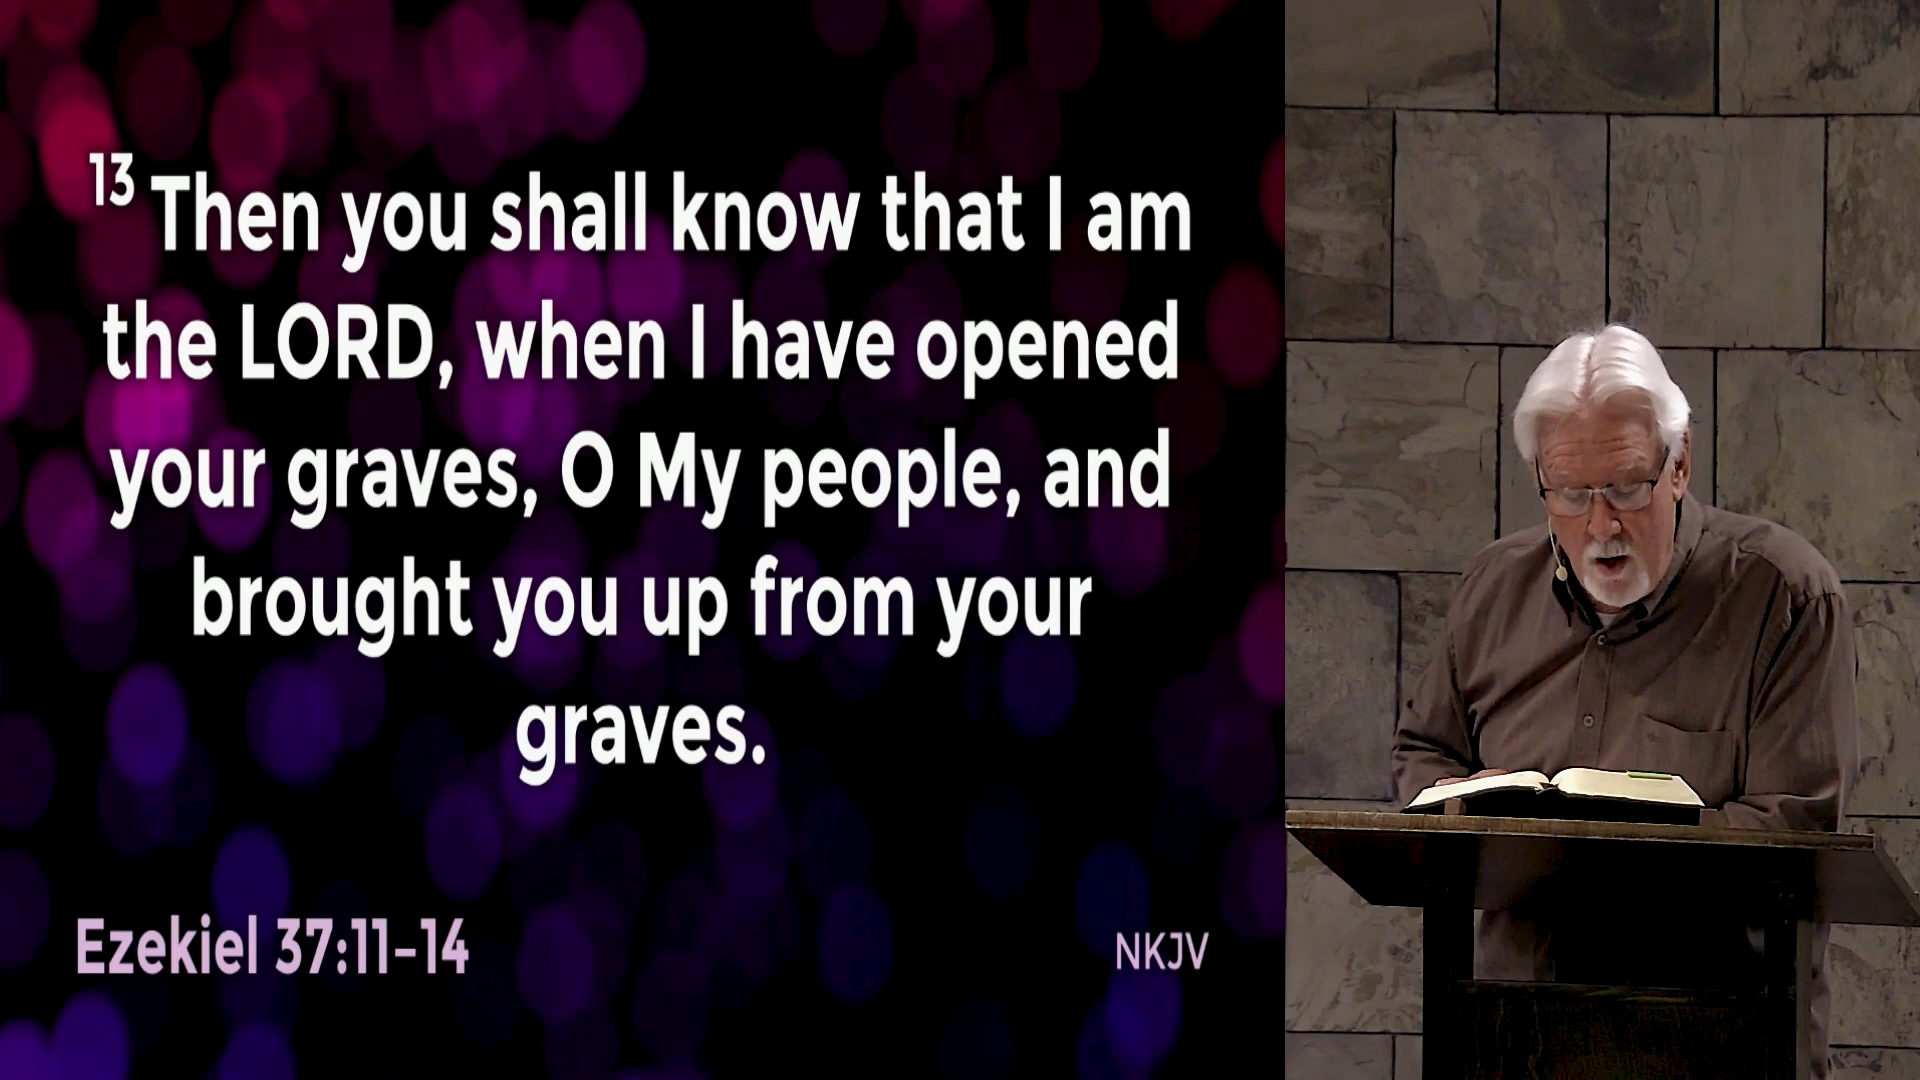 13 Then you shall know that I am
the LORD, when I have opened
your graves, O My people, and
brought you up from your
graves.
Ezekiel 37:11-14
NKJV